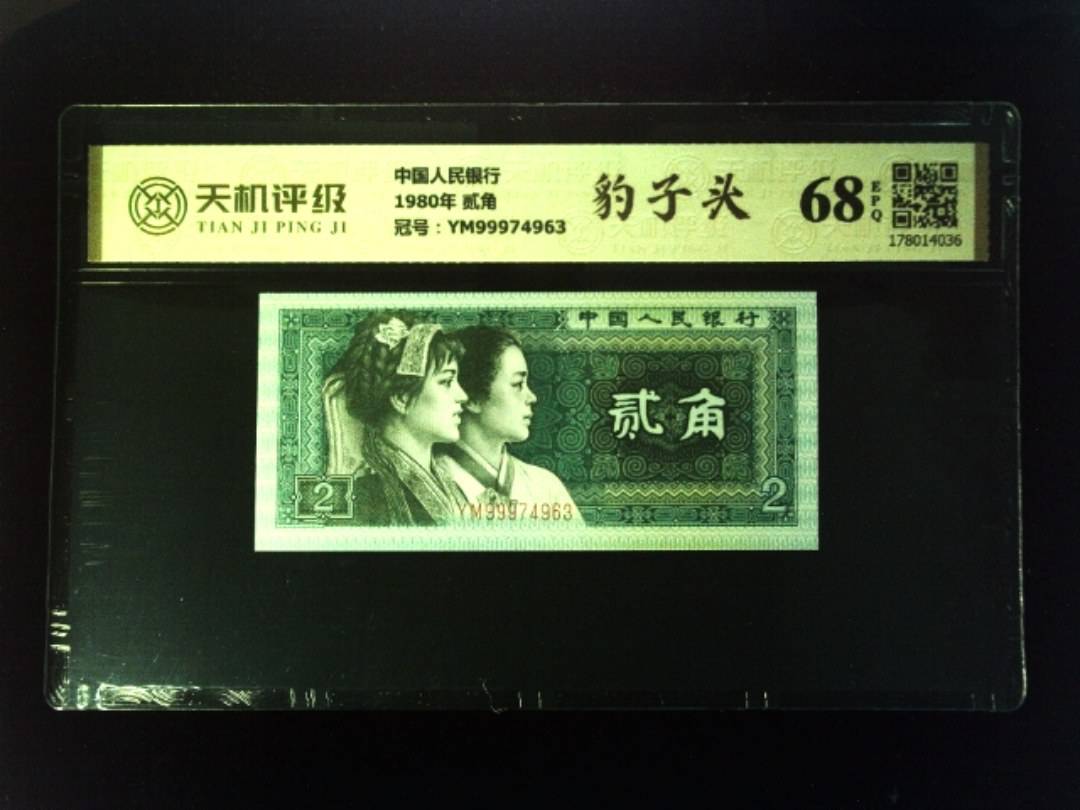 天机评级
TIAN JI PING JI
中国人民银行
1980年 贰角
冠号：YM99974963
豹子头
68
EPQ
178014036
中国人民银行
贰角
2
YM99974963
2